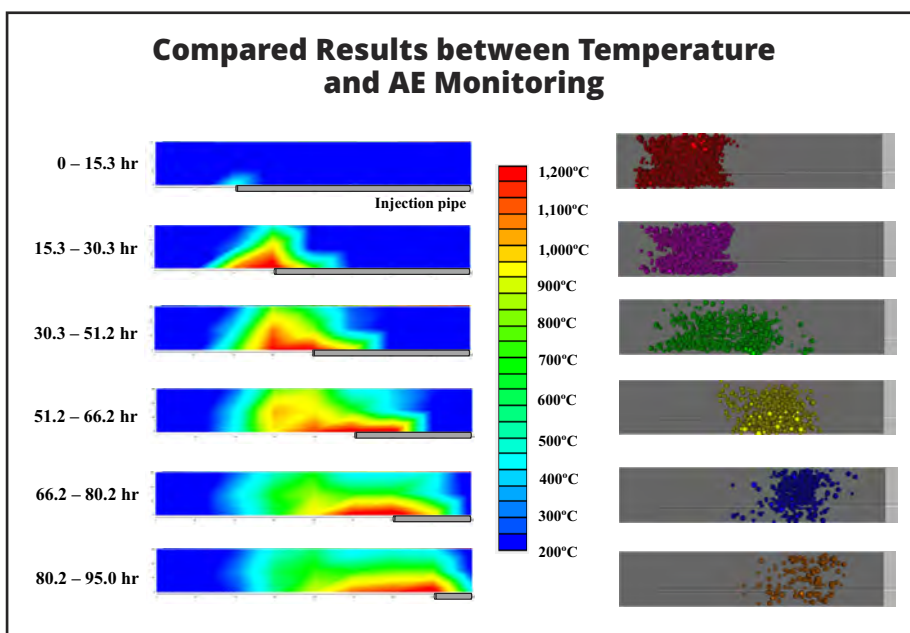 Compared Results between Temperature
and AE Monitoring
0 – 15.3 hr
Injection pipe
15.3 – 30.3 hr
30.3 – 51.2 hr
51.2 – 66.2 hr
66.2 – 80.2 hr
80.2 – 95.0 hr
1,200ºC
1,100ºC
1,000ºC
900ºC
800ºC
700ºC
600ºC
500ºC
400ºC
300ºC
200ºC